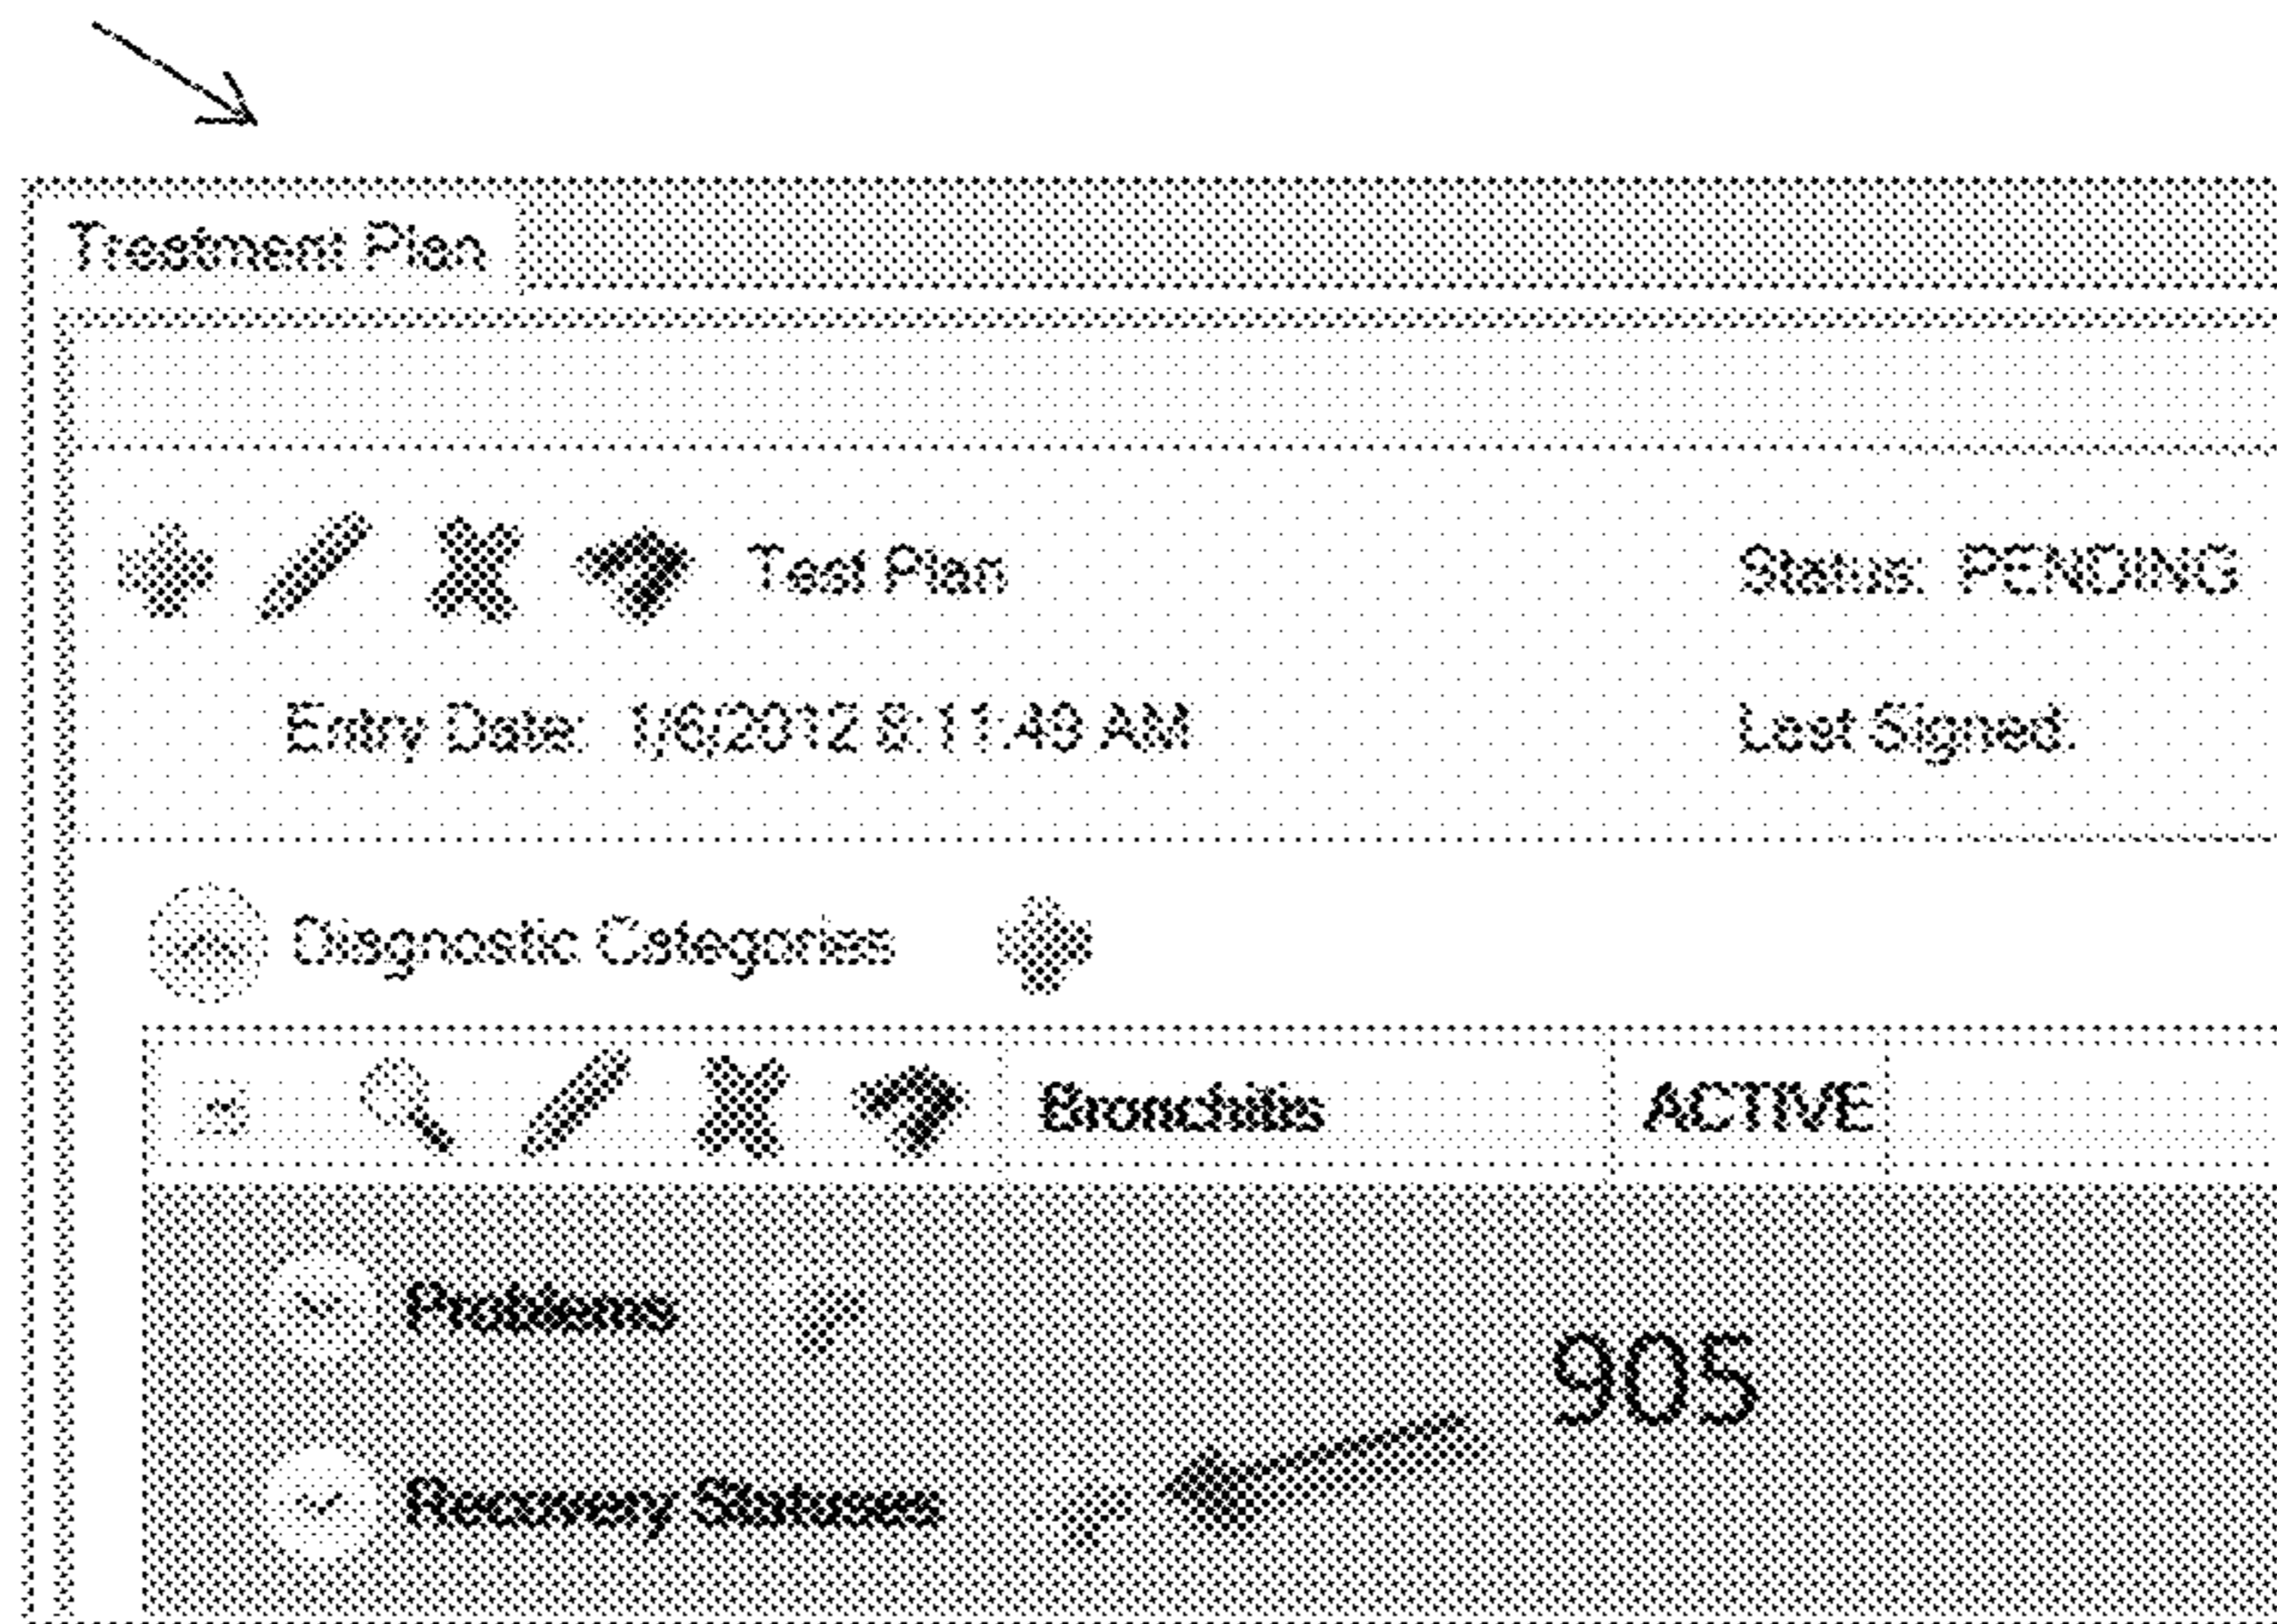 Treatment Plan
Test Plan Status: PENDING
Entry Date: 1/6/2012 8:11:49 AM Last Signed:
Diagnostic Categories
Bronchitis ACTIVE
Problems
905
Recovery Statuses